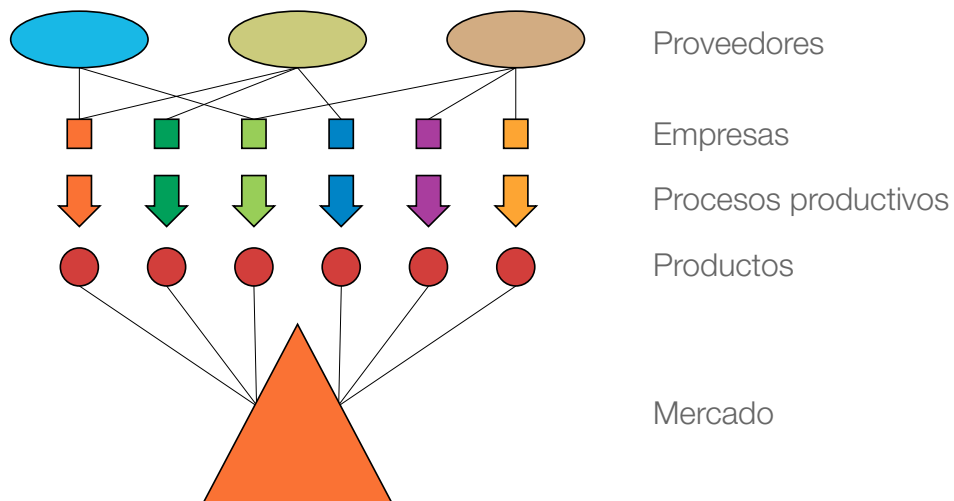 Proveedores
Empresas
Procesos productivos
Productos
Mercado